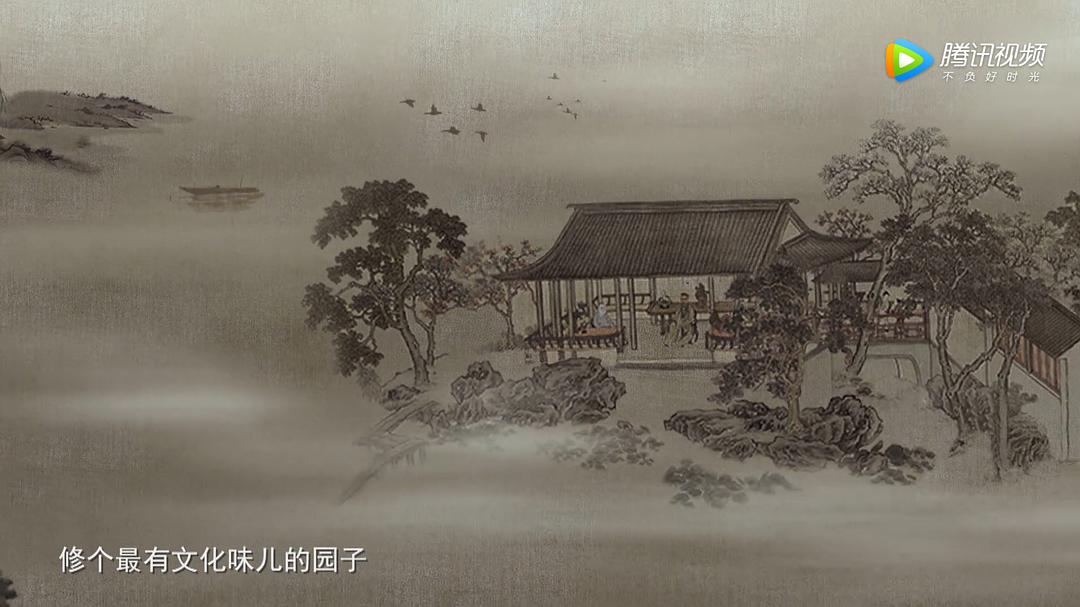 腾讯视频
不负好时光
修个最有文化味儿的园子